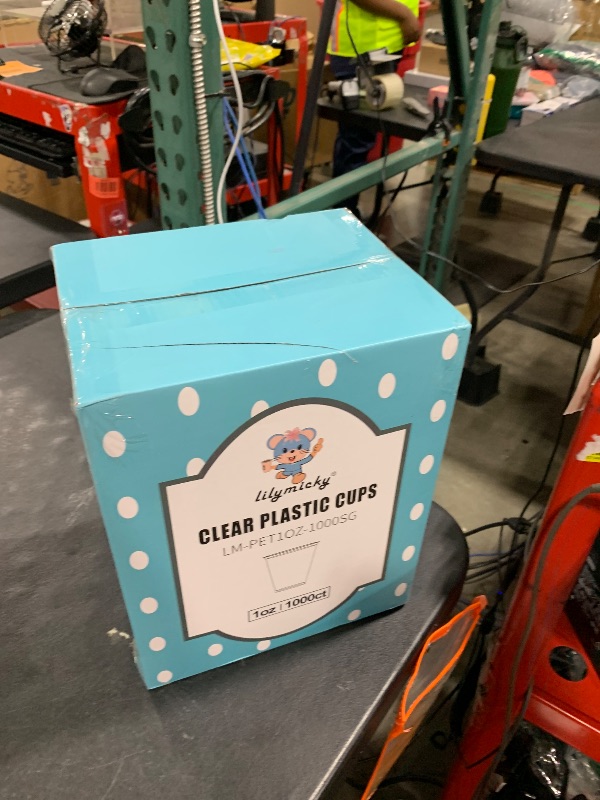 lilymicky®
CLEAR PLASTIC CUPS
LM-PET1OZ-1000SG
1oz | 1000ct